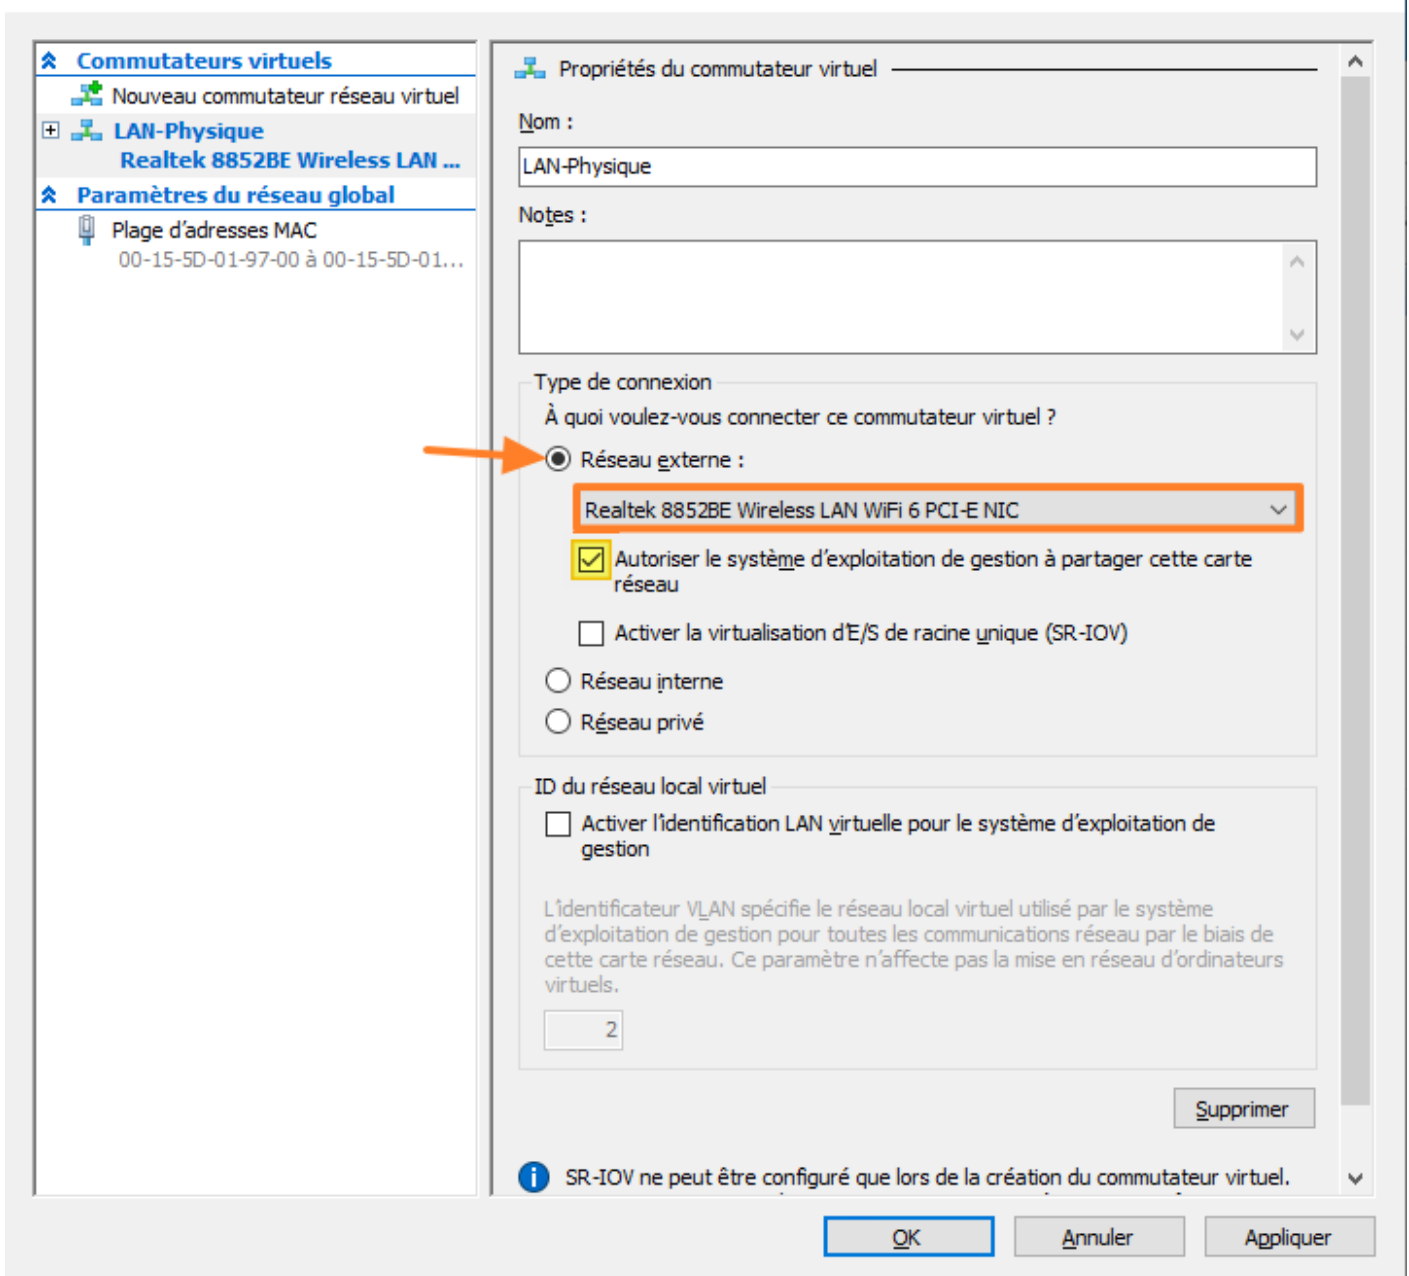 Commutateurs virtuels
Nouveau commutateur réseau virtuel
LAN-Physique
Realtek 8852BE Wireless LAN ...
Paramètres du réseau global
Plage d'adresses MAC
00-15-5D-01-97-00 à 00-15-5D-01...
Propriétés du commutateur virtuel
Nom :
LAN-Physique
Notes :
Type de connexion
À quoi voulez-vous connecter ce commutateur virtuel ?
Réseau externe :
Realtek 8852BE Wireless LAN WiFi 6 PCI-E NIC
Autoriser le système d'exploitation de gestion à partager cette carte
réseau
Activer la virtualisation d'E/S de racine unique (SR-IOV)
Réseau interne
Réseau privé
ID du réseau local virtuel
Activer l'identification LAN virtuelle pour le système d'exploitation de
gestion
L'identificateur VLAN spécifie le réseau local virtuel utilisé par le système
d'exploitation de gestion pour toutes les communications réseau par le biais de
cette carte réseau. Ce paramètre n'affecte pas la mise en réseau d'ordinateurs
virtuels.
2
Supprimer
SR-IOV ne peut être configuré que lors de la création du commutateur virtuel.
OK
Annuler
Appliquer